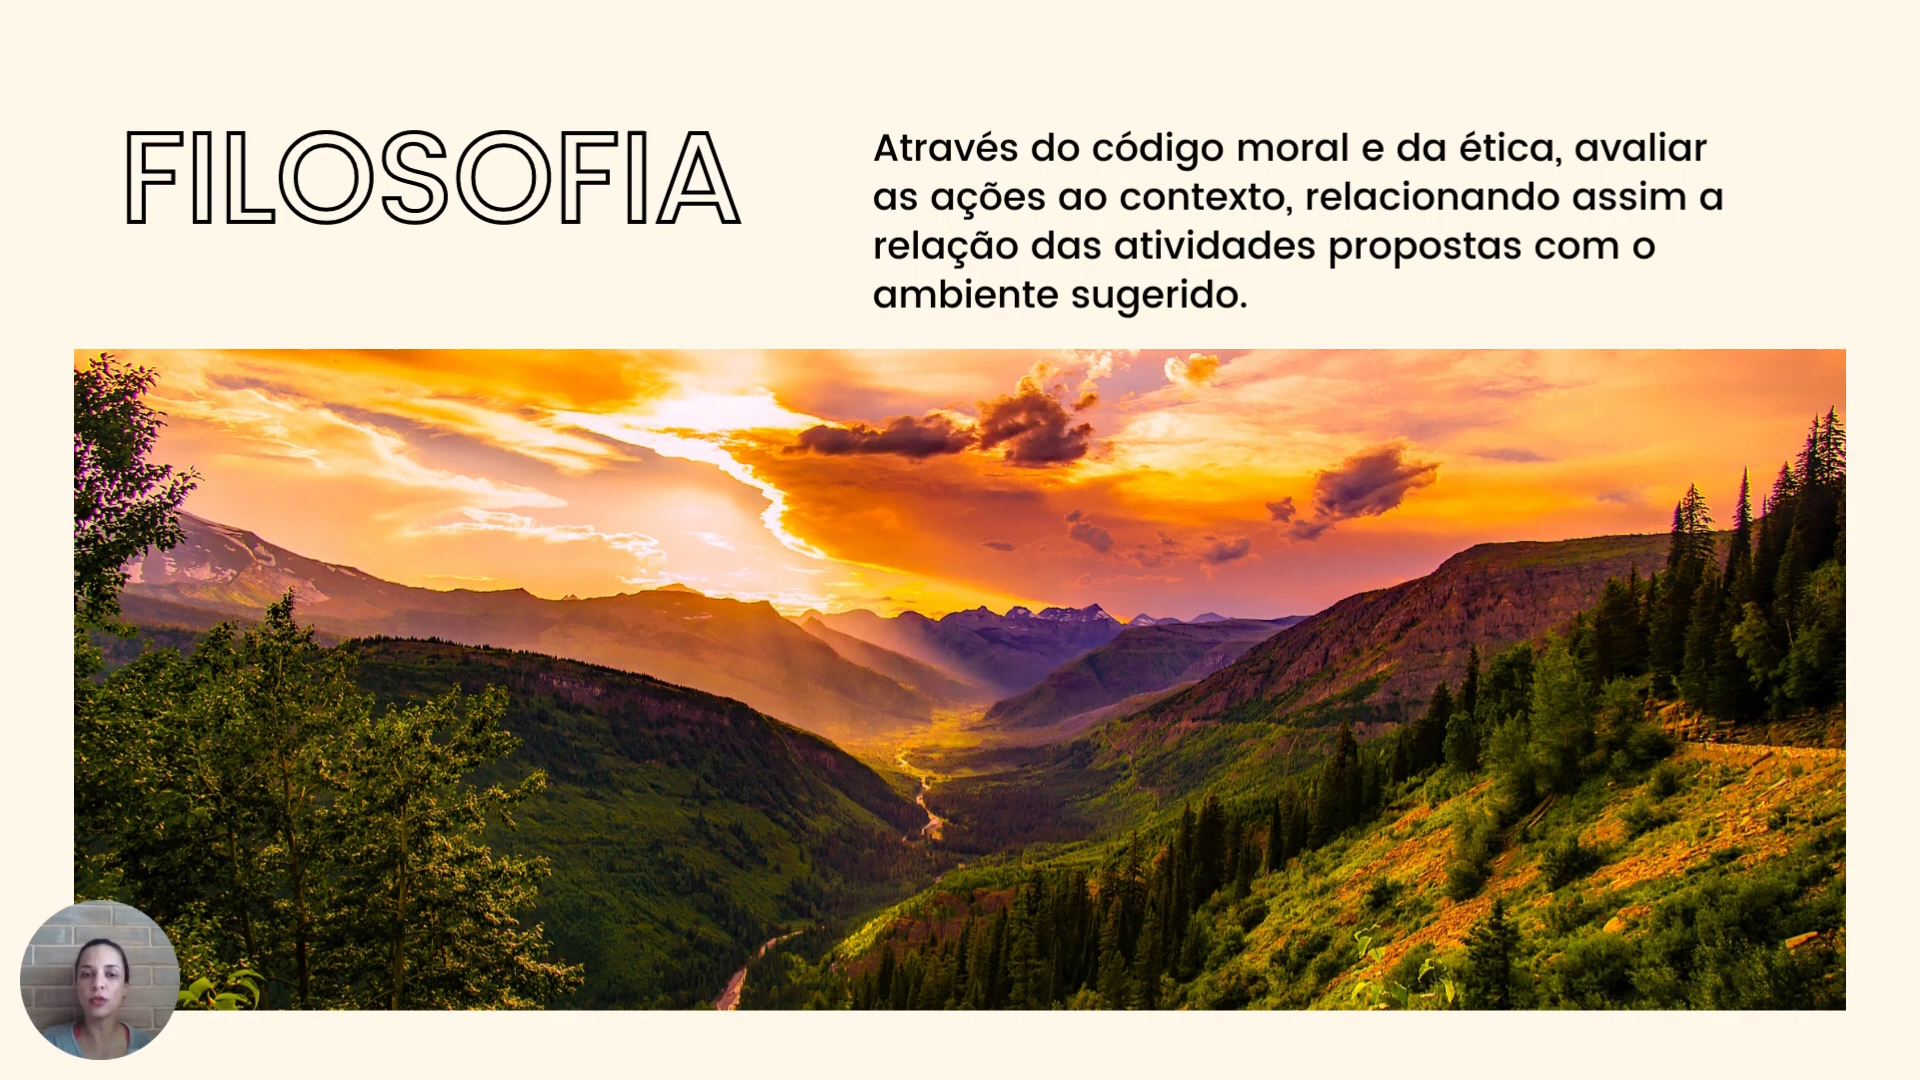 FILOSOFIA
Através do código moral e da ética, avaliar
as ações ao contexto, relacionando assim a
relação das atividades propostas com o
ambiente sugerido.